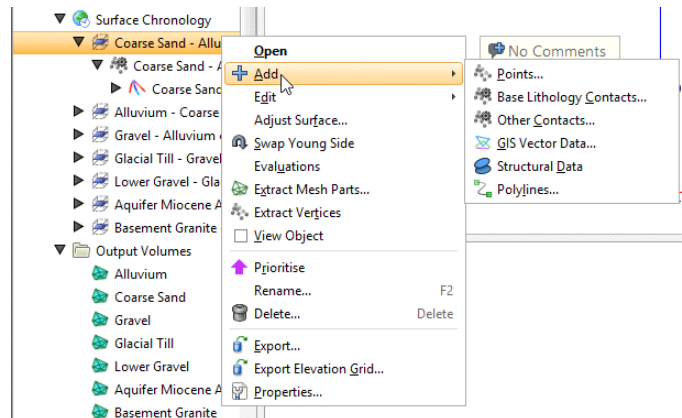 Surface Chronology
Coarse Sand - Allu
Coarse Sand - A
Coarse Sand
Alluvium - Coarse
Gravel - Alluvium
Glacial Till - Gravel
Lower Gravel - Gla
Aquifer Miocene A
Basement Granite
Output Volumes
Alluvium
Coarse Sand
Gravel
Glacial Till
Lower Gravel
Aquifer Miocene A
Basement Granite
Open
Add
Edit
Adjust Surface...
Swap Young Side
Evaluations
Extract Mesh Parts...
Extract Vertices
View Object
Prioritise
Rename... F2
Delete... Delete
Export...
Export Elevation Grid...
Properties...
No Comments
Points...
Base Lithology Contacts...
Other Contacts...
GIS Vector Data...
Structural Data
Polylines...